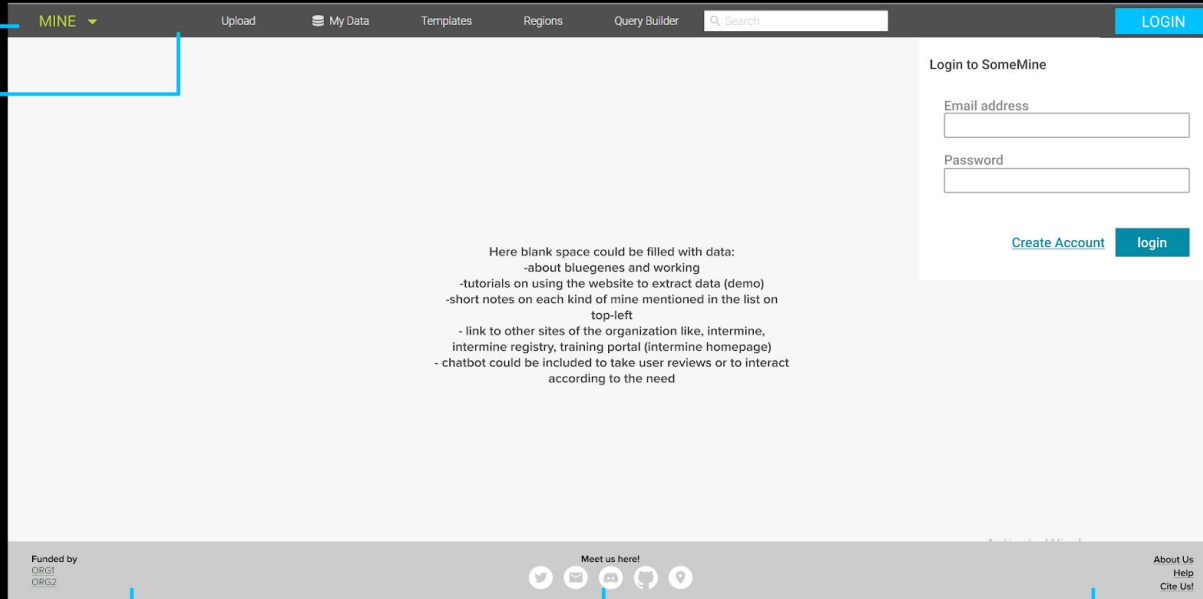 MINE
Upload
My Data
Templates
Regions
Query Builder
Search
LOGIN
Login to SomeMine
Email address
Password
Create Account
login
Here blank space could be filled with data:
-about bluegenes and working
-tutorials on using the website to extract data (demo)
-short notes on each kind of mine mentioned in the list on
top-left
- link to other sites of the organization like, intermine,
intermine registry, training portal (intermine homepage)
- chatbot could be included to take user reviews or to interact
according to the need
Funded by
ORG1
ORG2
Meet us here!
About Us
Help
Cite Us!